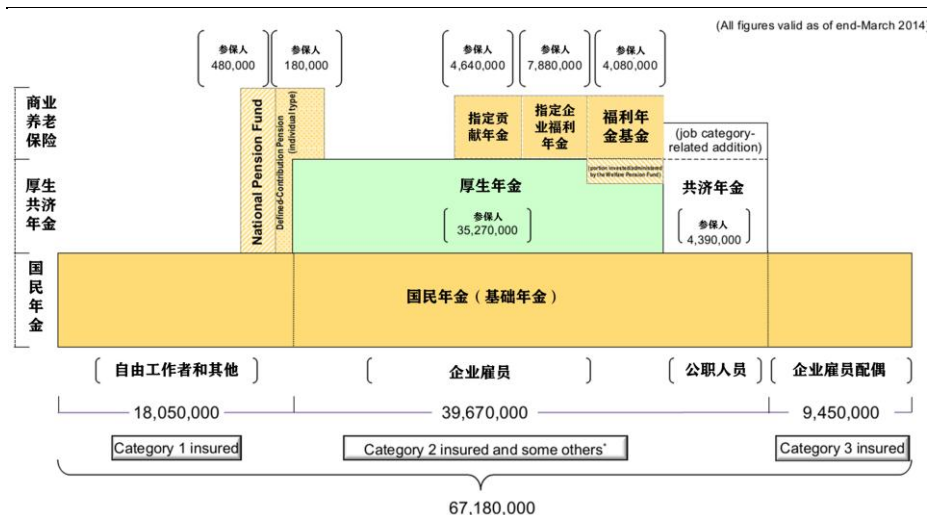 (All figures valid as of end-March 2014)
参保人
480,000
参保人
180,000
参保人
4,640,000
参保人
7,880,000
参保人
4,080,000
商业
养老
保险
National Pension Fund
Defined-Contribution Pension
(individual type)
指定贡
献年金
指定企
业福利
年金
福利年
金基金
(job category-
related addition)
(portion invested/administered
by the Welfare Pension Fund)
厚生
共济
年金
厚生年金
参保人
35,270,000
共济年金
参保人
4,390,000
国
民
年
金
国民年金(基础年金)
自由工作者和其他
企业雇员
公职人员
企业雇员配偶
18,050,000
39,670,000
9,450,000
Category 1 insured
Category 2 insured and some others*
Category 3 insured
67,180,000